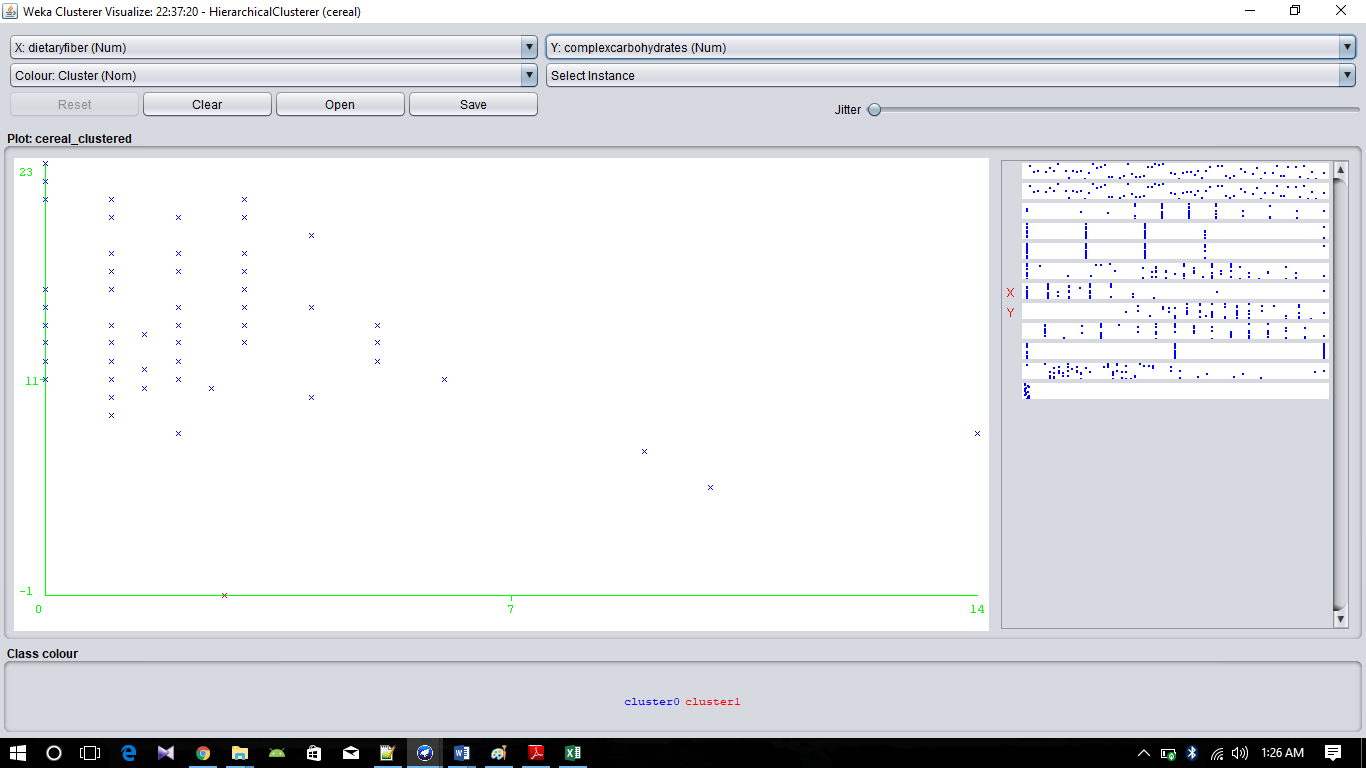 Weka Clusterer Visualize: 22:37:20 - HierarchicalClusterer (cereal)
X: dietaryfiber (Num) Y: complexcarbohydrates (Num)
Colour: Cluster (Nom) Select Instance
Reset Clear Open Save Jitter
Plot: cereal_clustered
23
X
Y
11
-1
0 7 14
Class colour
cluster0 cluster1
1:26 AM